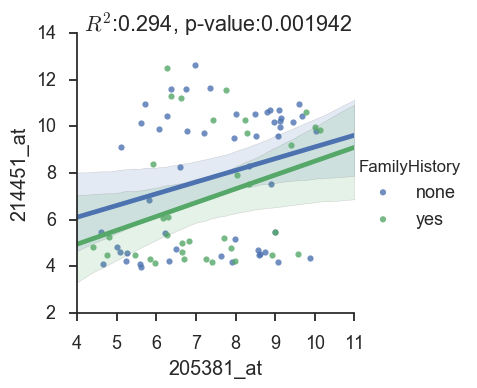 R²:0.294, p-value:0.001942
14
12
10
8
6
4
2
214451_at
4 5 6 7 8 9 10 11
205381_at
FamilyHistory
none
yes